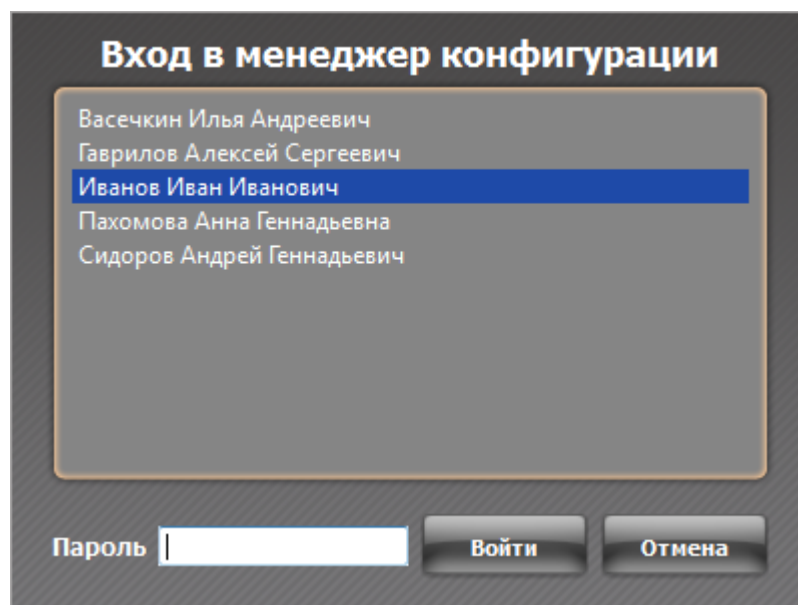 Вход в менеджер конфигурации
Васечкин Илья Андреевич
Гаврилов Алексей Сергеевич
Иванов Иван Иванович
Пахомова Анна Геннадьевна
Сидоров Андрей Геннадьевич
Пароль Войти Отмена